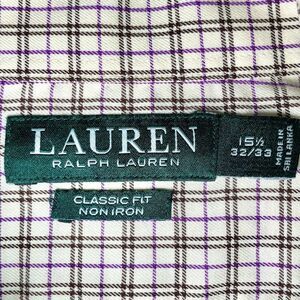 LAUREN
RALPH LAUREN
15½
32/33
MADE IN
SRI LANKA
CLASSIC FIT
NON IRON